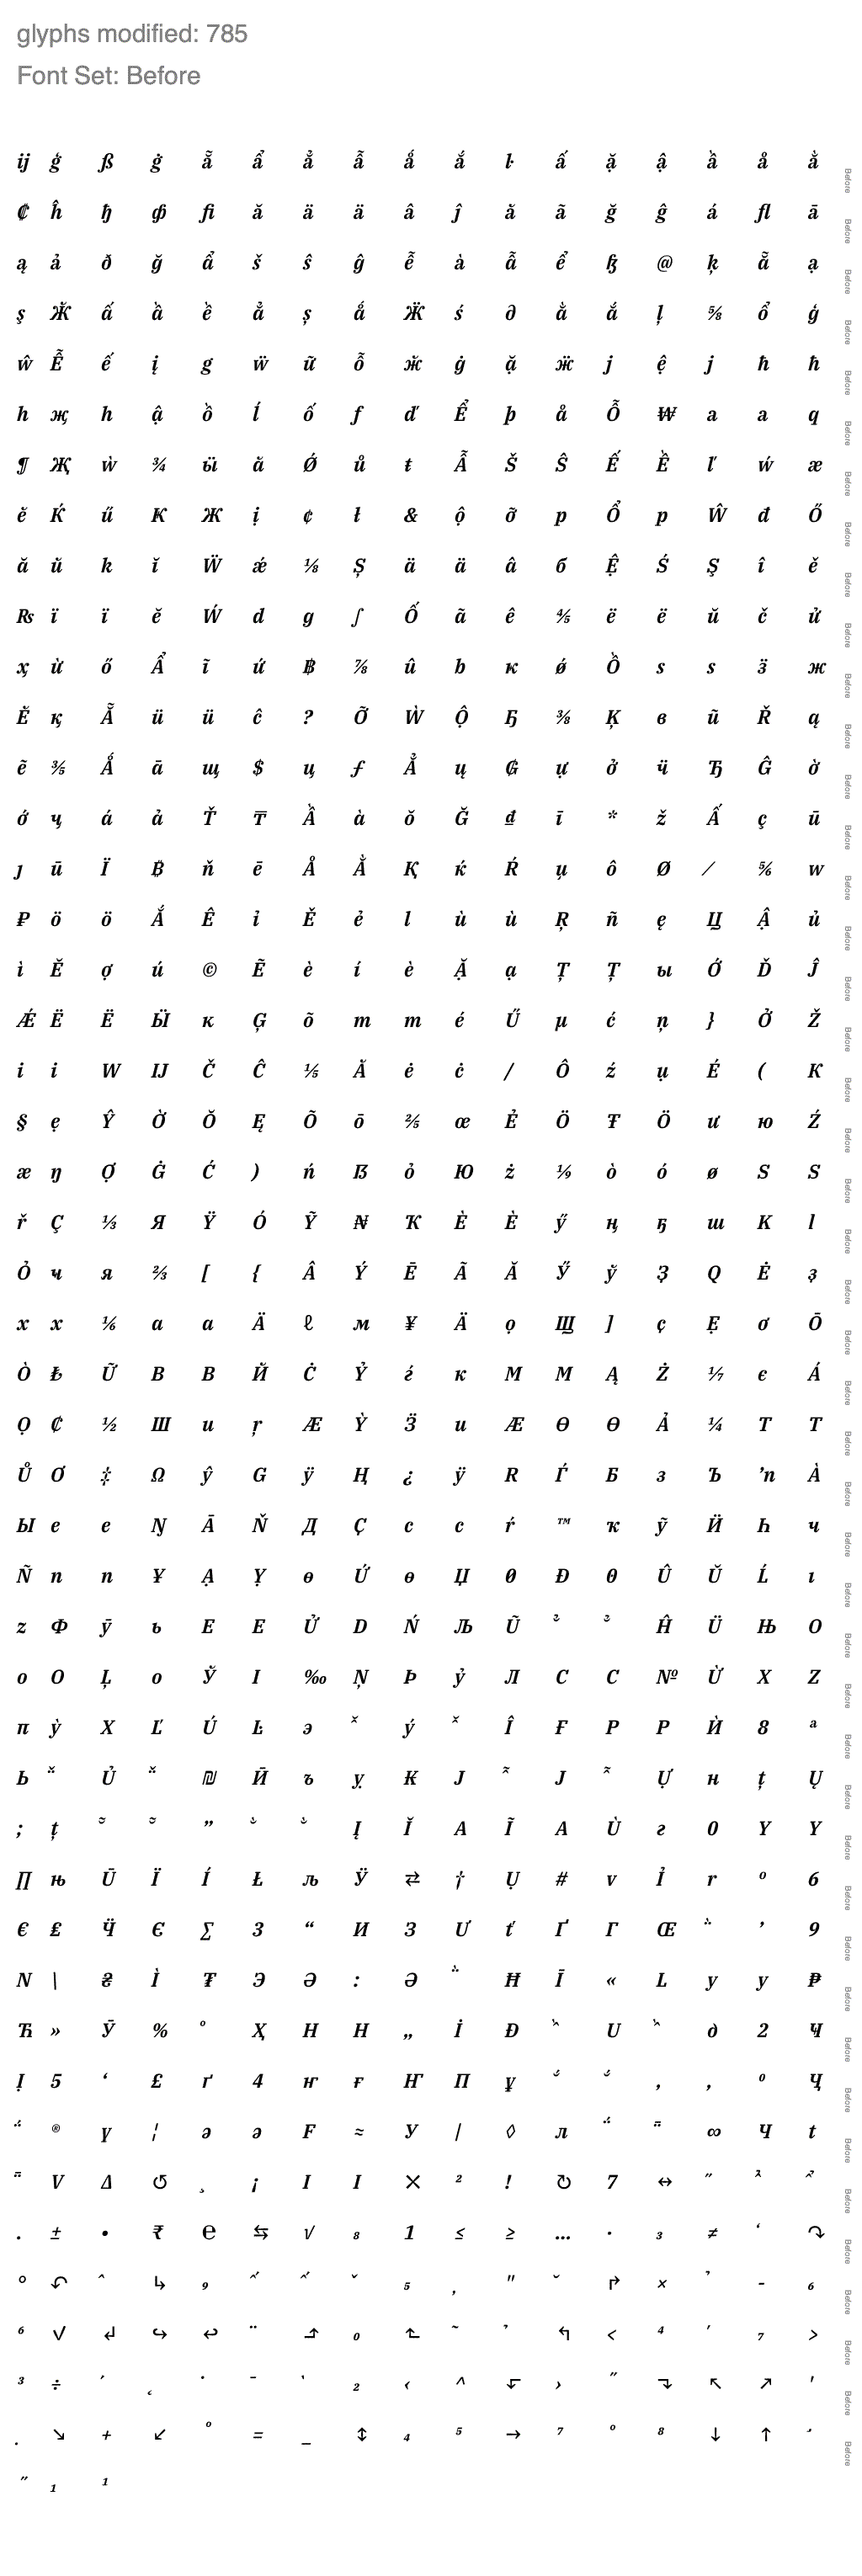 glyphs modified: 785
Font Set: Before
ij ģ ß ġ ẵ ẩ ẳ ẫ ǻ ắ ŀ ấ ặ ậ ầ å ằ Before
₡ ĥ ђ ф fi ă ä ä â ĵ ă ã ğ ĝ á fl ā Before
ą ả ð ğ ẩ š ŝ ĝ ễ à ẫ ể ꜧ @ ķ ẵ ạ Before
ş Ӂ ấ ầ ề ẳ ș ǻ Ӝ ś ∂ ằ ắ ļ ⅝ ổ ģ Before
ŵ Ễ ế į g ẅ ữ ỗ ӂ ġ ặ ӝ j ệ j ħ ħ Before
h җ h ậ ồ ĺ ố f ď Ể þ å Ỗ ₩ a a q Before
¶ Җ ẁ ¾ ӹ ă Ǿ ů ŧ Ẫ Š Ŝ Ế Ề ľ ẃ æ Before
ĕ Ќ ű К Ж ị ¢ ł & ộ ỡ p Ổ р Ŵ đ Ő Before
ă ŭ k ĭ Ẅ ǽ ⅛ Ș ä ä â б Ệ Ś Ş î ě Before
₨ ï ï ĕ Ẃ d g ∫ Ố ã ê ⅘ ë ë ŭ č ử Before
ҳ ừ ő Ẩ ĩ ứ ฿ ⅞ û b к ǿ Ồ s s ӟ ж Before
Ĕ қ Ẵ ü ü ĉ ? Ỡ Ẁ Ộ Ҕ ⅜ Ķ в ũ Ř ą Before
ẽ ⅗ Ǻ ā щ $ ц ƒ Ẳ ų ₲ ự ở ӵ Ђ Ĝ ờ Before
ớ ҷ á ả Ť ₸ Ầ à ŏ Ğ ₫ ī * ž Ấ ç ū Before
ȷ ū Ï ₿ ň ē Å Ằ Қ ќ Ŕ џ ô Ø ⁄ ⅚ w Before
₽ ö ö Ắ Ê ỉ Ě ẻ l ù ù Ŗ ñ ę Ц Ậ ủ Before
ì Ĕ ợ ú © Ẽ è í è Ặ ạ Ţ Ț ы Ớ Ď Ĵ Before
Ǽ Ë Ë Ӹ к Ģ õ m m é Ű µ ć ņ } Ở Ž Before
i i W IJ Č Ĉ ⅕ Ă ė ċ / Ô ź ụ É ( K Before
§ ẹ Ŷ Ờ Ŏ Ę Õ ō ⅖ œ Ẻ Ö Ŧ Ö ư ю Ź Before
æ ŋ Ợ Ġ Ć ) ń ẞ ỏ Ю ż ⅑ ò ó ø S S Before
ř Ç ⅓ Я Ÿ Ó Ỹ ₦ Ҡ È È ӳ ң ҕ ш K l Before
Ỏ ч я ⅔ [ { Â Ý Ē Ã Ă Ӳ ў Ҙ Q Ė ҙ Before
x x ⅙ а a Ä ℓ м ¥ Ä ọ Щ ] ҫ Ẹ ơ Ō Before
Ò Ѣ Ữ B В Й Ċ Ỷ ѓ к М M Ą Ż ⅐ є Á Before
Ọ ₵ ½ Ш u ŗ Æ Ỳ Ӟ u Æ Ѳ Ө Ả ¼ Т T Before
Ů Ơ ‡ Ω ŷ G ÿ Ң ¿ ÿ R Ѓ Б з Ъ ŉ À Before
Ы е e Ŋ Ā Ň Д Ҫ с c ŕ ™ ҡ ỹ Ӥ һ ч Before
Ñ n п ¥ Ạ Ỵ ө Ứ ө Џ 0 Đ 0 Û Ŭ Ĺ ı Before
z Ф ȳ ь E Е Ử D Ń Љ Ũ Ĥ Ü Њ O Before
o О Ļ о Ў I ‰ Ņ Þ ỷ Л C С № Ừ X Z Before
п ỳ Х Ľ Ú Ŀ э ý Î Ғ P Р Ѝ 8 ª Before
Ь Ủ ₪ Ӣ ъ ỵ Ҝ J J Ự н ţ Ų Before
; ț ” Į Ĭ A Ĩ А Ù г 0 Y Y Before
∏ њ Ū Ï Í Ł љ Ÿ ⇄ † Ụ # v Ỉ r º 6 Before
€ ₤ Ӵ Є ∑ 3 “ И З Ư ť Ґ Г Œ ’ 9 Before
N \ ₴ Ì Ŧ Э Ə : Ә Ħ Ī « L y у ₱ Before
Ћ » Ӯ % ° Ҳ Н H „ İ Đ U ∂ 2 Ҹ Before
Ị 5 ‘ £ ґ 4 ҥ ғ Ҥ П ұ , ‚ º Ҷ Before
® ү ¦ ə ә F ≈ У | ◊ л ∞ Ч t Before
V ∆ ↺ ¸ ¡ I І ✕ ² ! ↻ 7 ↔ ˝ Before
. ± • ₹ ℮ ⇆ √ ₈ 1 ≤ ≥ … · ₃ ≠ ↷ Before
° ↶ ˆ ↳ ₉ ˇ ₅ , " ˘ ↱ × - ₆ Before
⁶ ✓ ↲ ↪ ↩ ¨ ₀ ˜ ↰ < ⁴ ′ ₇ > Before
³ ÷ ´ ˛ ˙ ¯ ` ₂ ‹ ^ › ˝ ↴ ↖ ↗ ' Before
. ↘ + ↙ ° = _ ↕ ₄ ⁵ → ⁷ º ⁸ ↓ ↑ Before
˝ ₁ ¹